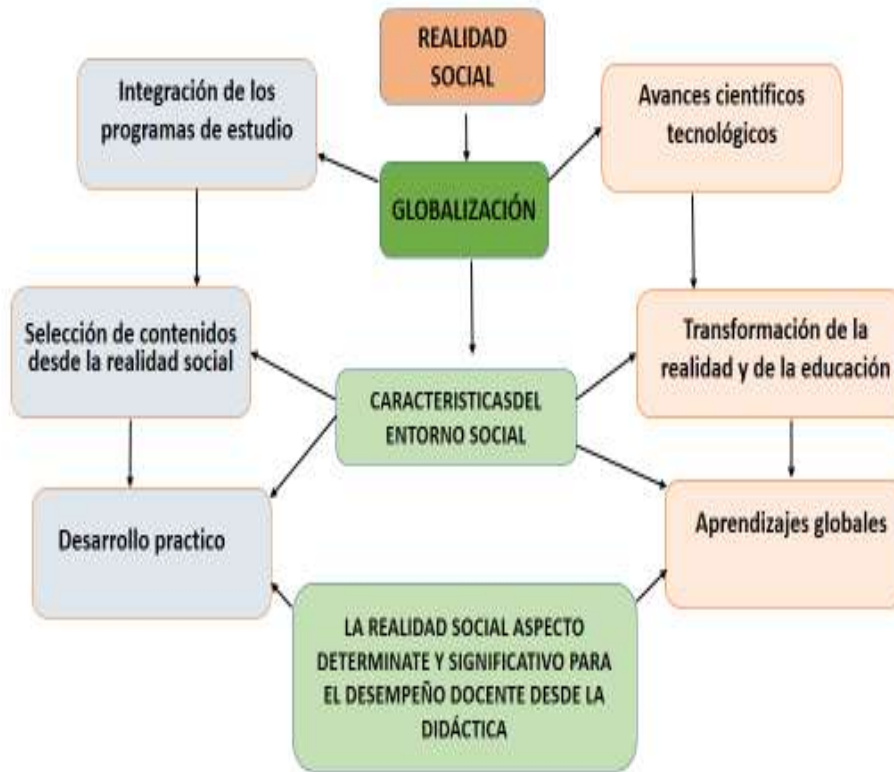 REALIDAD
SOCIAL
Integración de los
programas de estudio
Avances científicos
tecnológicos
GLOBALIZACIÓN
Selección de contenidos
desde la realidad social
Transformación de la
realidad y de la educación
CARACTERISTICASDEL
ENTORNO SOCIAL
Desarrollo practico
Aprendizajes globales
LA REALIDAD SOCIAL ASPECTO
DETERMINATE Y SIGNIFICATIVO PARA
EL DESEMPEÑO DOCENTE DESDE LA
DIDÁCTICA